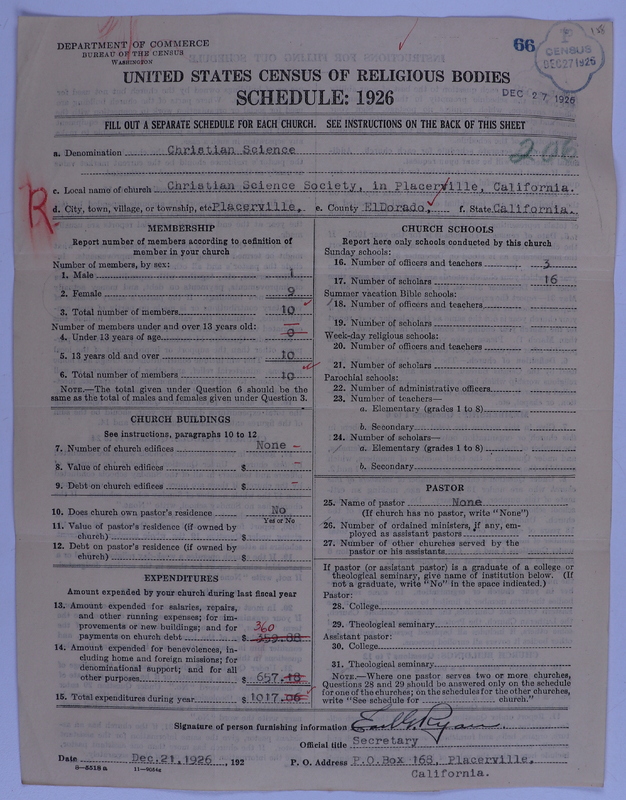 158
DEPARTMENT OF COMMERCE
BUREAU OF THE CENSUS
WASHINGTON
66
CENSUS
DEC 27 1926
UNITED STATES CENSUS OF RELIGIOUS BODIES
SCHEDULE: 1926
DEC 27, 1926
FILL OUT A SEPARATE SCHEDULE FOR EACH CHURCH. SEE INSTRUCTIONS ON THE BACK OF THIS SHEET
a. Denomination Christian Science
206
c. Local name of church Christian Science Society, in Placerville, California.
R
d. City, town, village, or township, etc Placerville, e. County ElDorado, f. State California.
MEMBERSHIP
Report number of members according to definition of
member in your church
Number of members, by sex:
1. Male 1
2. Female 9
3. Total number of members 10
Number of members under and over 13 years old:
4. Under 13 years of age 0
5. 13 years old and over 10
6. Total number of members 10
NOTE.—The total given under Question 6 should be the
same as the total of males and females given under Question 3.
CHURCH BUILDINGS
See instructions, paragraphs 10 to 12
7. Number of church edifices None –
8. Value of church edifices $ –
9. Debt on church edifices $ –
10. Does church own pastor's residence No
Yes or No
11. Value of pastor's residence (if owned by
church) $
12. Debt on pastor's residence (if owned by
church) $
EXPENDITURES
Amount expended by your church during last fiscal year
13. Amount expended for salaries, repairs,
and other running expenses; for im-
provements or new buildings; and for
360
payments on church debt $ 359.88
14. Amount expended for benevolences, in-
cluding home and foreign missions; for
denominational support; and for all
other purposes $ 657.18
15. Total expenditures during year $ 1017.06
CHURCH SCHOOLS
Report here only schools conducted by this church
Sunday schools:
16. Number of officers and teachers 3
17. Number of scholars 16
Summer vacation Bible schools:
18. Number of officers and teachers
19. Number of scholars
Week-day religious schools:
20. Number of officers and teachers
21. Number of scholars
Parochial schools:
22. Number of administrative officers
23. Number of teachers—
a. Elementary (grades 1 to 8)
b. Secondary
24. Number of scholars—
a. Elementary (grades 1 to 8)
b. Secondary
PASTOR
25. Name of pastor None
(If church has no pastor, write "None")
26. Number of ordained ministers, if any, em-
ployed as assistant pastors
27. Number of other churches served by the
pastor or his assistants
If pastor (or assistant pastor) is a graduate of a college or
theological seminary, give name of institution below. (If
not a graduate, write "No" in the space indicated.)
Pastor:
28. College
29. Theological seminary
Assistant pastor:
30. College
31. Theological seminary
NOTE.—Where one pastor serves two or more churches,
Questions 28 and 29 should be answered only on the schedule
for one of the churches; on the schedules for the other churches,
write "See schedule for church."
Signature of person furnishing information Earl G. Ryan
Official title Secretary
Date Dec. 21, 1926, 192 P. O. Address P.O.Box 168, Placerville,
8—5518a 11—9064a California.